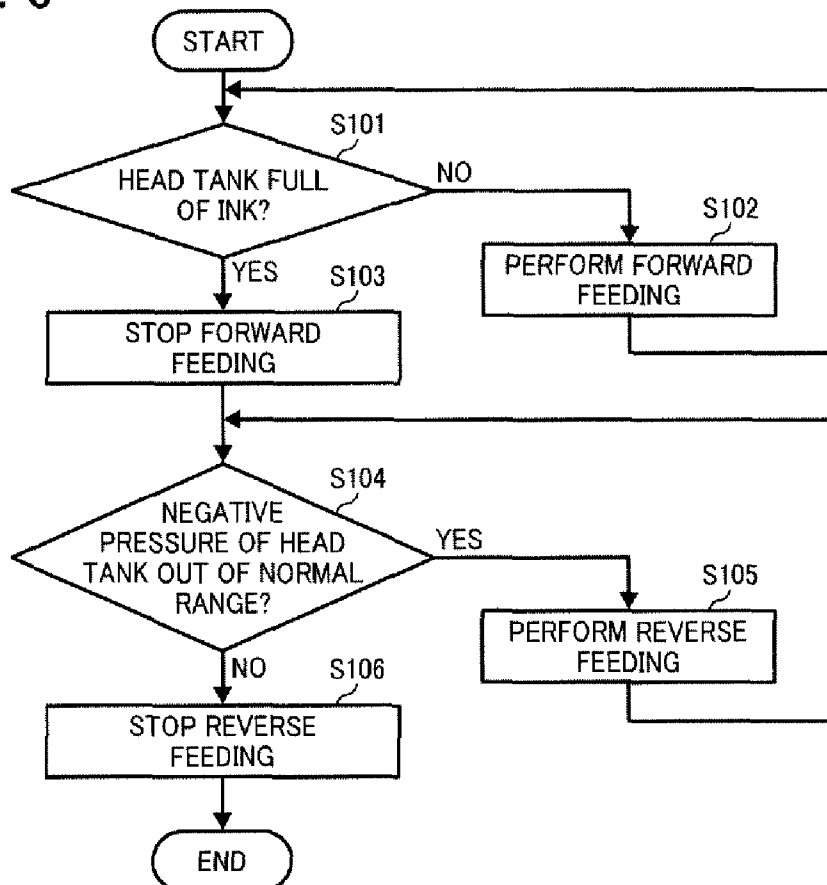 START
S101
HEAD TANK FULL
OF INK?
NO
S102
PERFORM FORWARD
FEEDING
YES
S103
STOP FORWARD
FEEDING
S104
NEGATIVE
PRESSURE OF HEAD
TANK OUT OF NORMAL
RANGE?
YES
S105
PERFORM REVERSE
FEEDING
NO
S106
STOP REVERSE
FEEDING
END